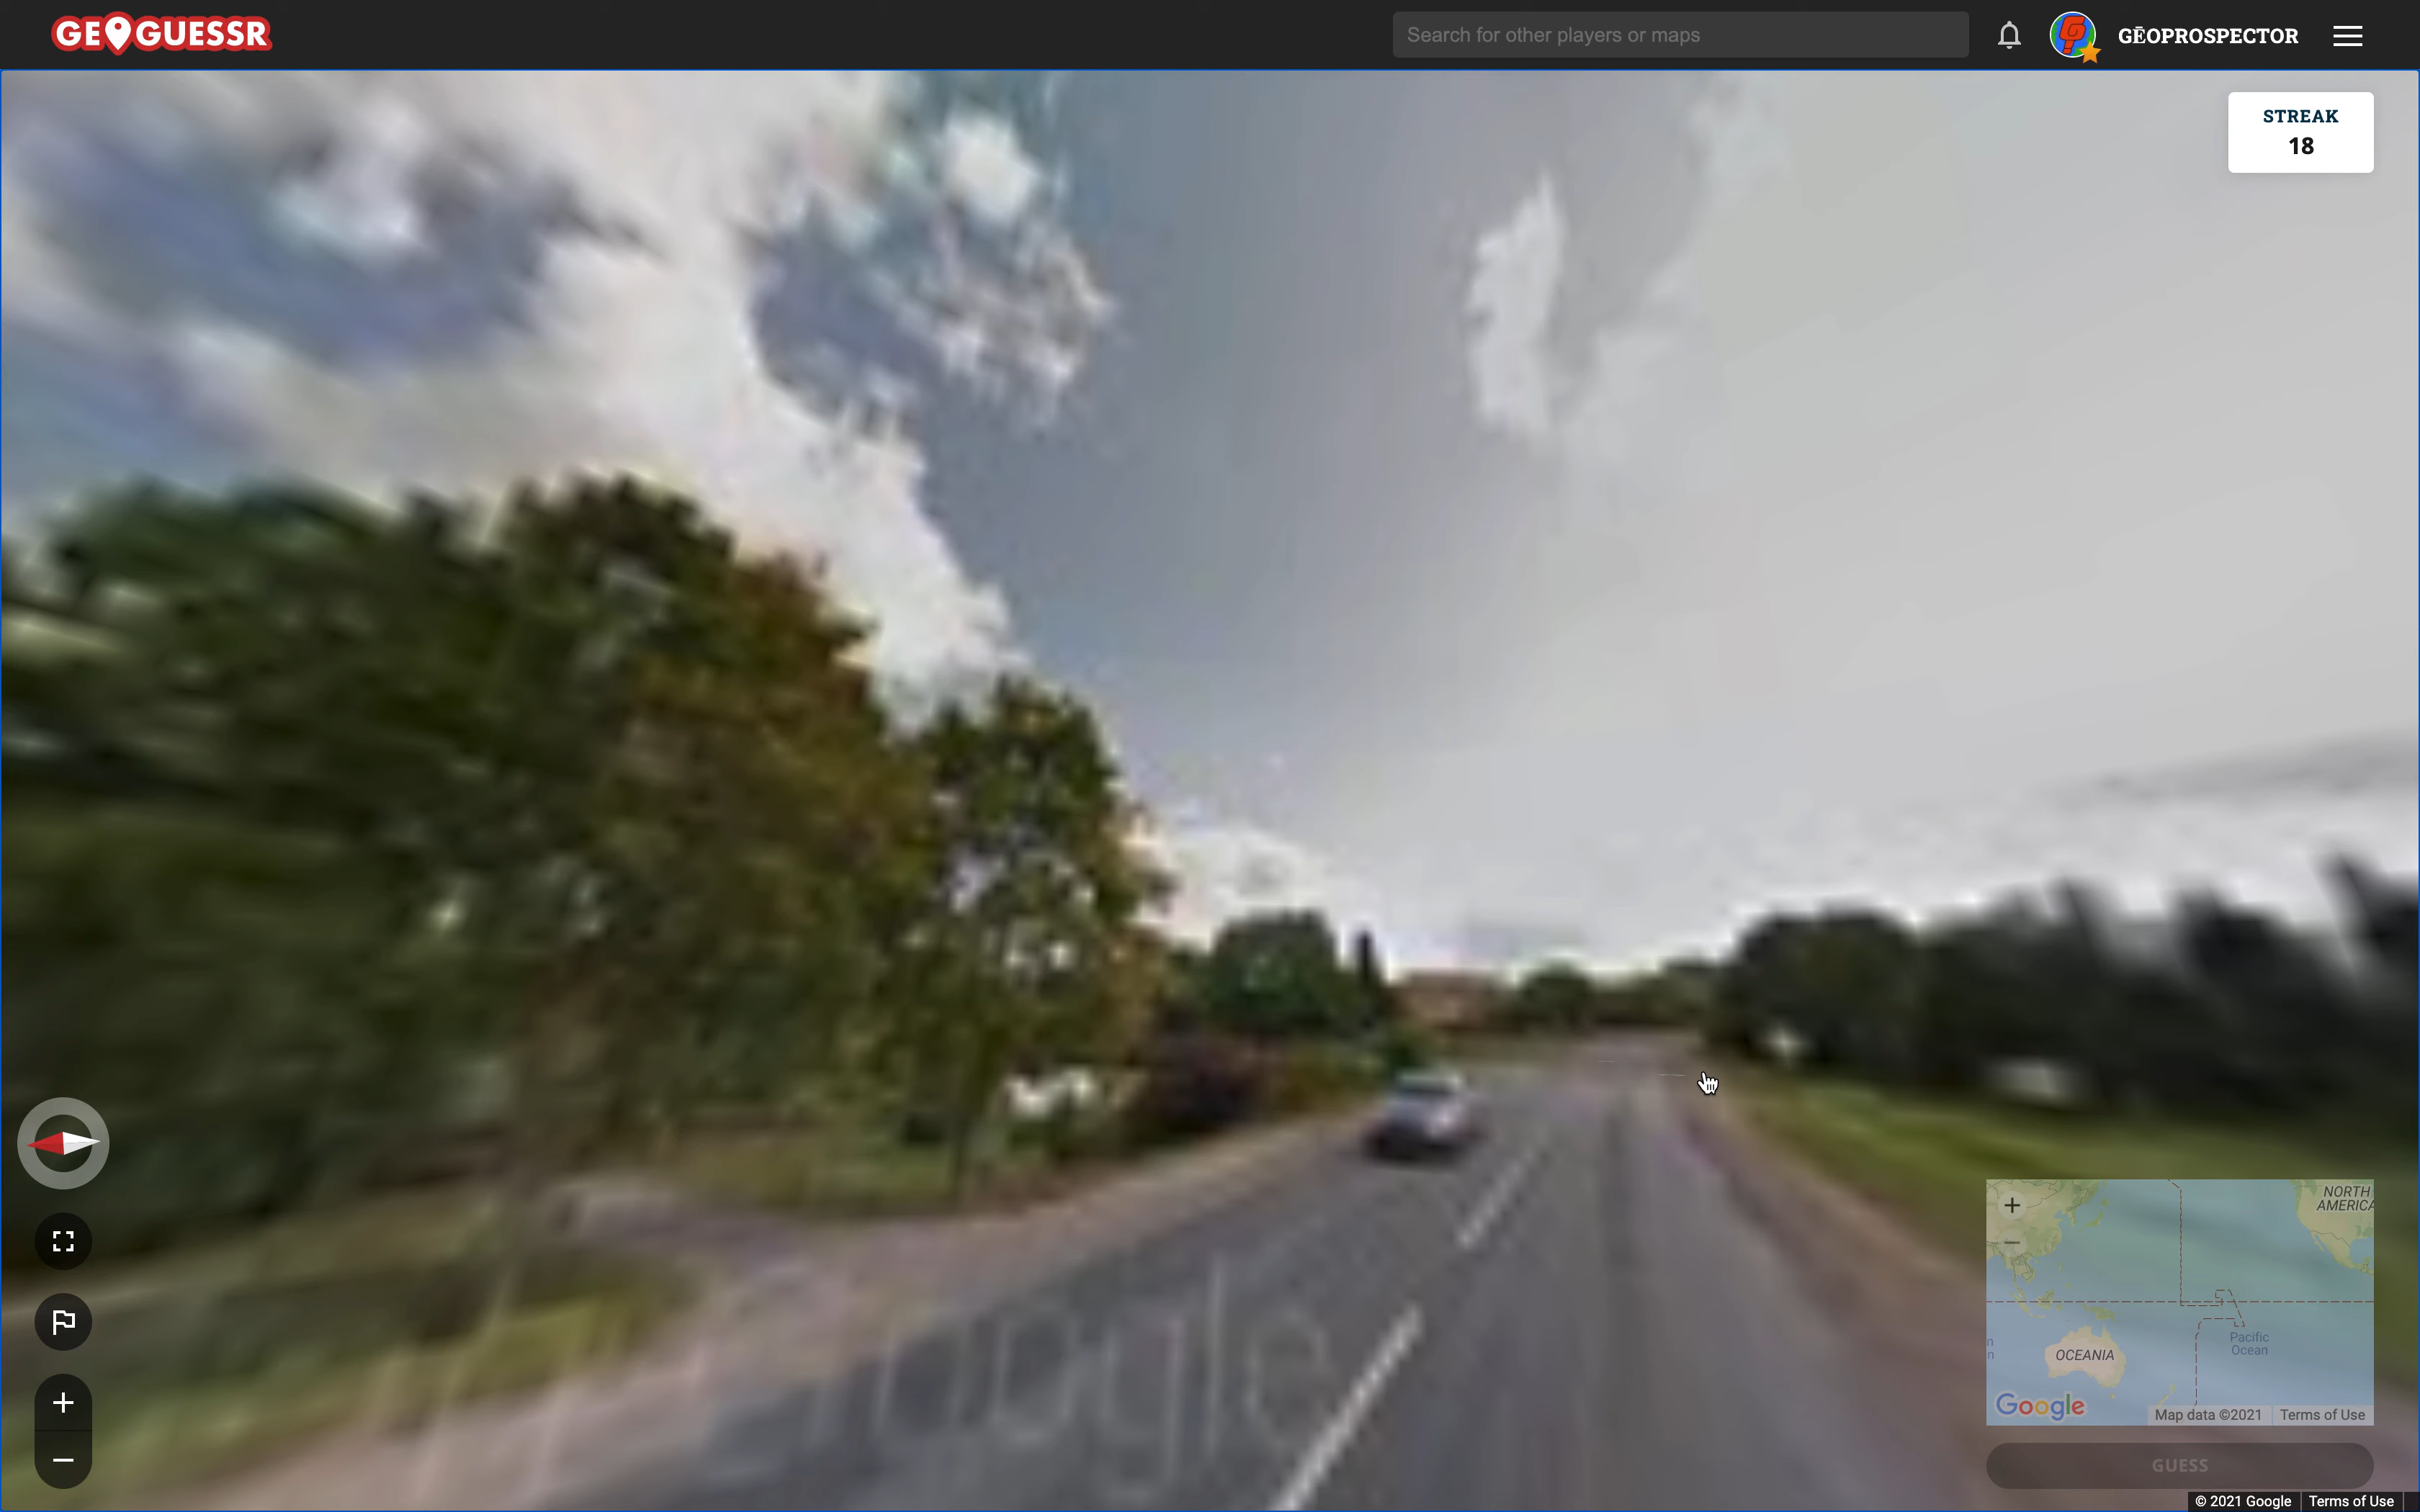 GEOGUESSR
Search for other players or maps
GĒOPROSPECTOR
STREAK
18
NORTH
AMERICA
Pacific
Ocean
OCEANIA
Google
Map data ©2021
Terms of Use
GUESS
© 2021 Google
Terms of Use